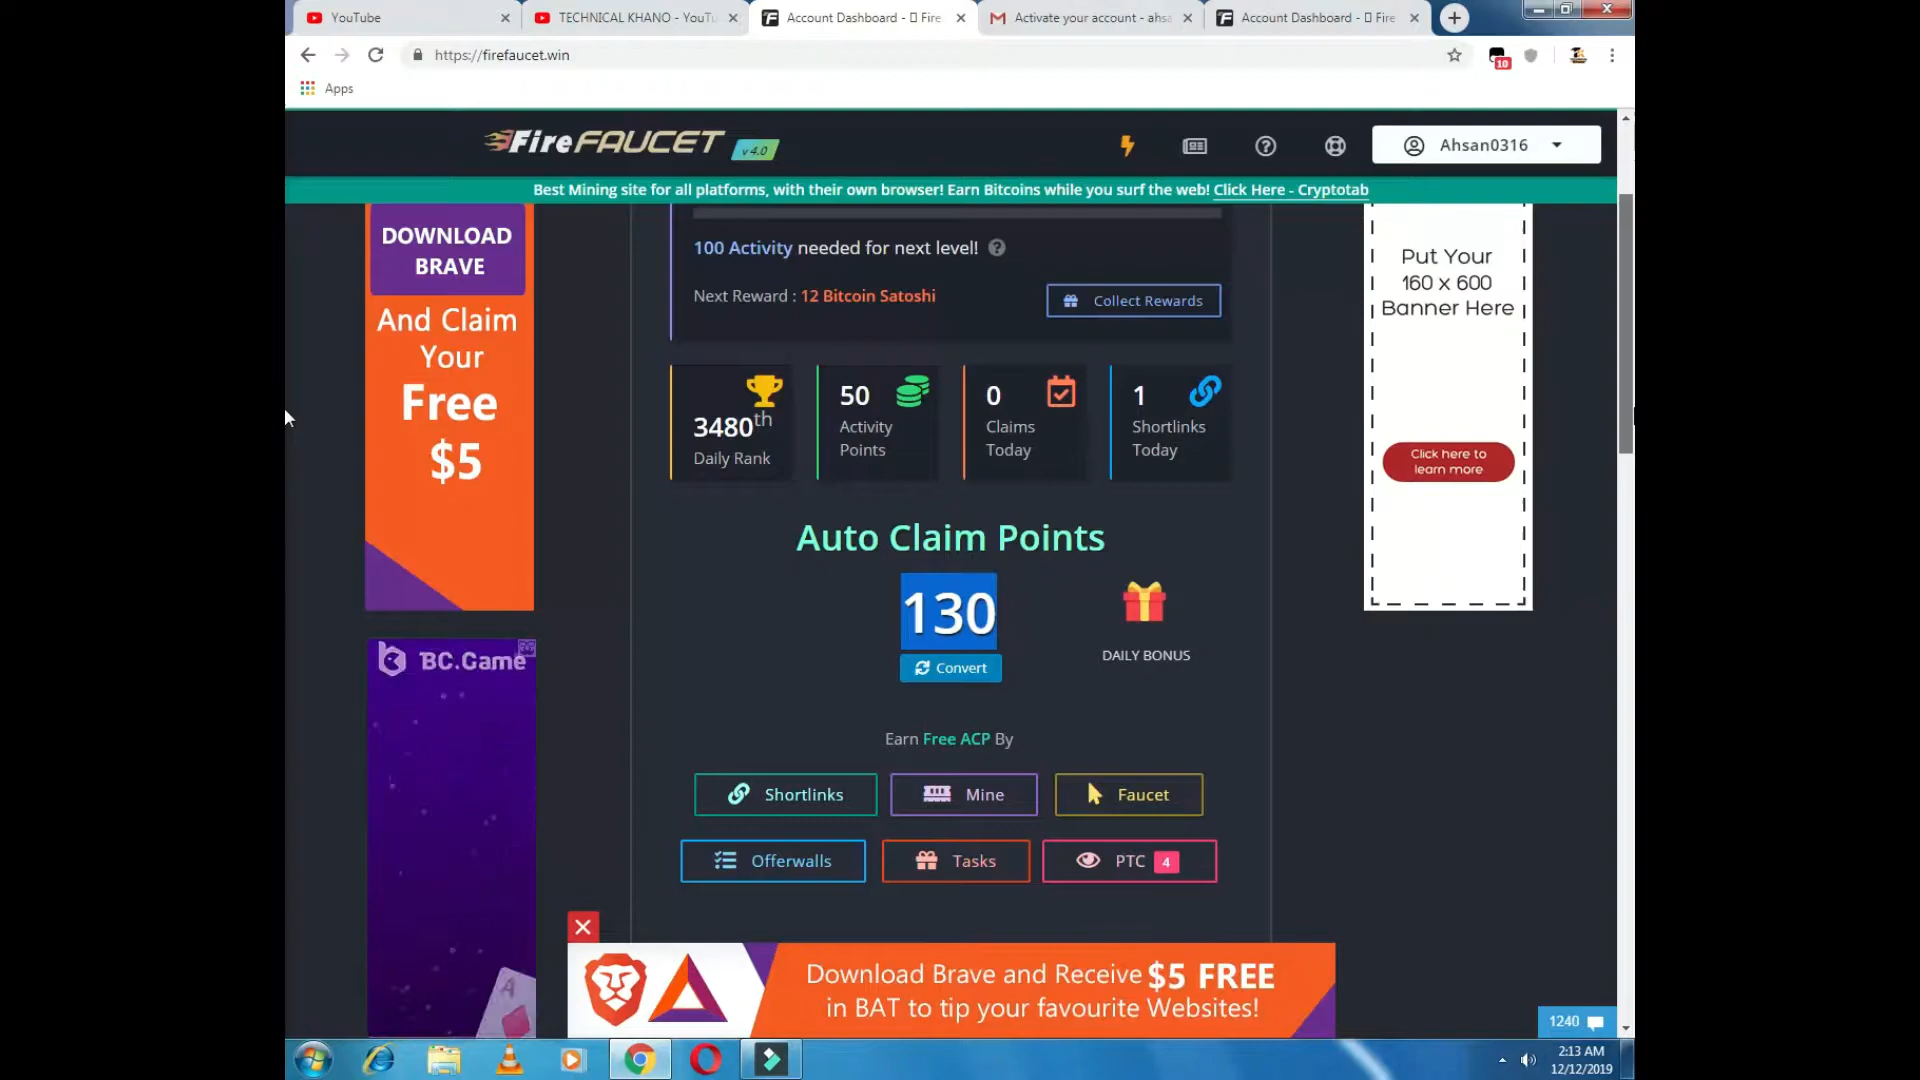 YouTube
TECHNICAL KHANO - YouTu
Account Dashboard - Fire
Activate your account - ahsa
Account Dashboard - Fire
https://firefaucet.win
10
Apps
Fire FAUCET v 4.0
Ahsan0316
Best Mining site for all platforms, with their own browser! Earn Bitcoins while you surf the web! Click Here - Cryptotab
DOWNLOAD
BRAVE
And Claim
Your
Free
$5
100 Activity needed for next level!
Next Reward : 12 Bitcoin Satoshi
Collect Rewards
Put Your
160 x 600
Banner Here
Click here to
learn more
3480th
Daily Rank
50
Activity
Points
0
Claims
Today
1
Shortlinks
Today
Auto Claim Points
130
Convert
DAILY BONUS
BC.Game
Earn Free ACP By
Shortlinks
Mine
Faucet
Offerwalls
Tasks
PTC 4
A
Download Brave and Receive $5 FREE
in BAT to tip your favourite Websites!
1240
2:13 AM
12/12/2019